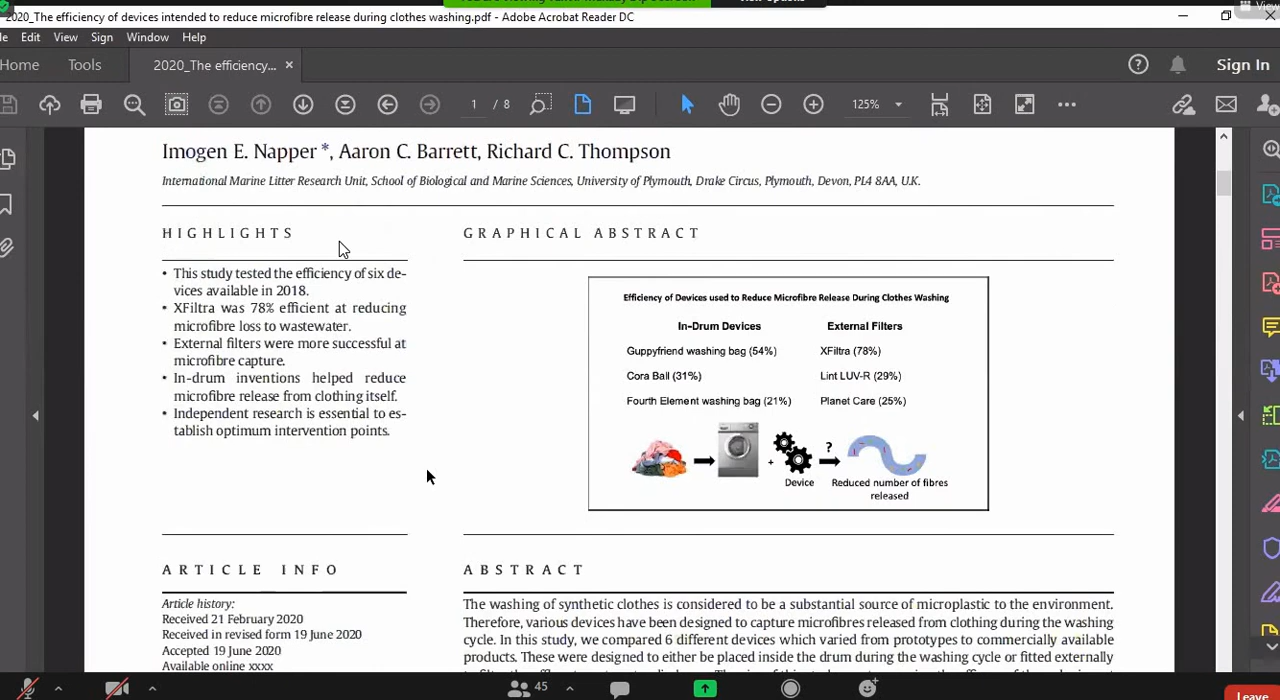 2020_The efficiency of devices intended to reduce microfibre release during clothes washing.pdf - Adobe Acrobat Reader DC
View
Edit View Sign Window Help
Home Tools 2020_The efficiency... × Sign In
1 / 8 125%
Imogen E. Napper *, Aaron C. Barrett, Richard C. Thompson
International Marine Litter Research Unit, School of Biological and Marine Sciences, University of Plymouth, Drake Circus, Plymouth, Devon, PL4 8AA, U.K.
HIGHLIGHTS
• This study tested the efficiency of six de-
vices available in 2018.
• XFiltra was 78% efficient at reducing
microfibre loss to wastewater.
• External filters were more successful at
microfibre capture.
• In-drum inventions helped reduce
microfibre release from clothing itself.
• Independent research is essential to es-
tablish optimum intervention points.
GRAPHICAL ABSTRACT
Efficiency of Devices used to Reduce Microfibre Release During Clothes Washing
In-Drum Devices External Filters
Guppyfriend washing bag (54%) XFiltra (78%)
Cora Ball (31%) Lint LUV-R (29%)
Fourth Element washing bag (21%) Planet Care (25%)
+ ?
Device Reduced number of fibres
released
ARTICLE INFO
Article history:
Received 21 February 2020
Received in revised form 19 June 2020
Accepted 19 June 2020
Available online xxxx
ABSTRACT
The washing of synthetic clothes is considered to be a substantial source of microplastic to the environment.
Therefore, various devices have been designed to capture microfibres released from clothing during the washing
cycle. In this study, we compared 6 different devices which varied from prototypes to commercially available
products. These were designed to either be placed inside the drum during the washing cycle or fitted externally
45
Leave